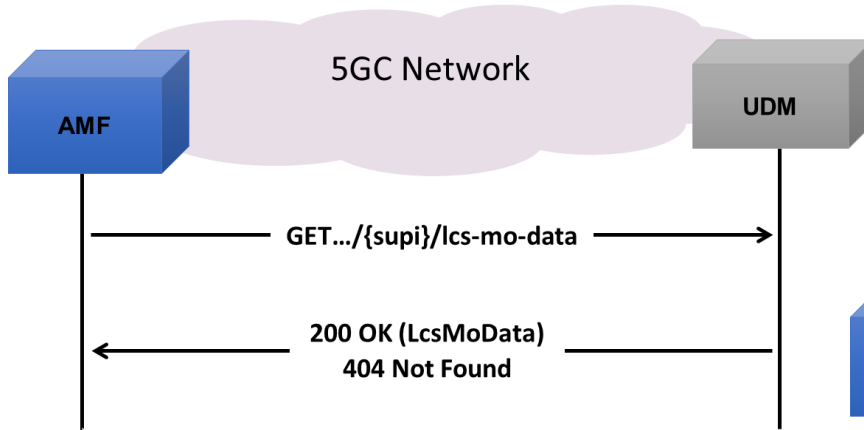 5GC Network
AMF
UDM
GET…/{supi}/lcs-mo-data
200 OK (LcsMoData)
404 Not Found